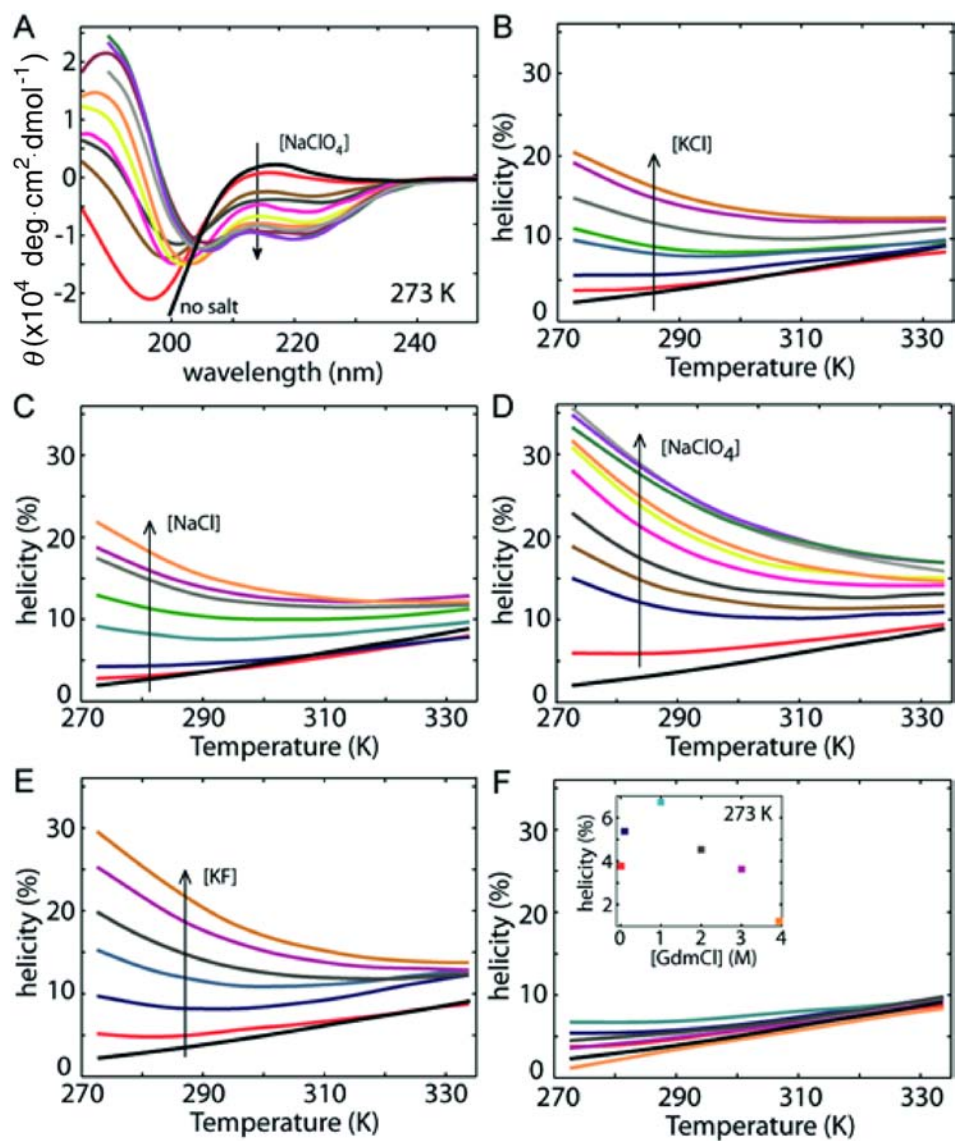 A
θ (x10⁴ deg·cm²·dmol⁻¹)
2
1
0
-1
-2
[NaClO₄]
no salt
273 K
200
220
240
wavelength (nm)
B
helicity (%)
30
20
10
0
[KCl]
270
290
310
330
Temperature (K)
C
helicity (%)
30
20
10
0
[NaCl]
270
290
310
330
Temperature (K)
D
helicity (%)
30
20
10
0
[NaClO₄]
270
290
310
330
Temperature (K)
E
helicity (%)
30
20
10
0
[KF]
270
290
310
330
Temperature (K)
F
helicity (%)
30
20
10
0
helicity (%)
6
4
2
273 K
0
1
2
3
4
[GdmCl] (M)
270
290
310
330
Temperature (K)